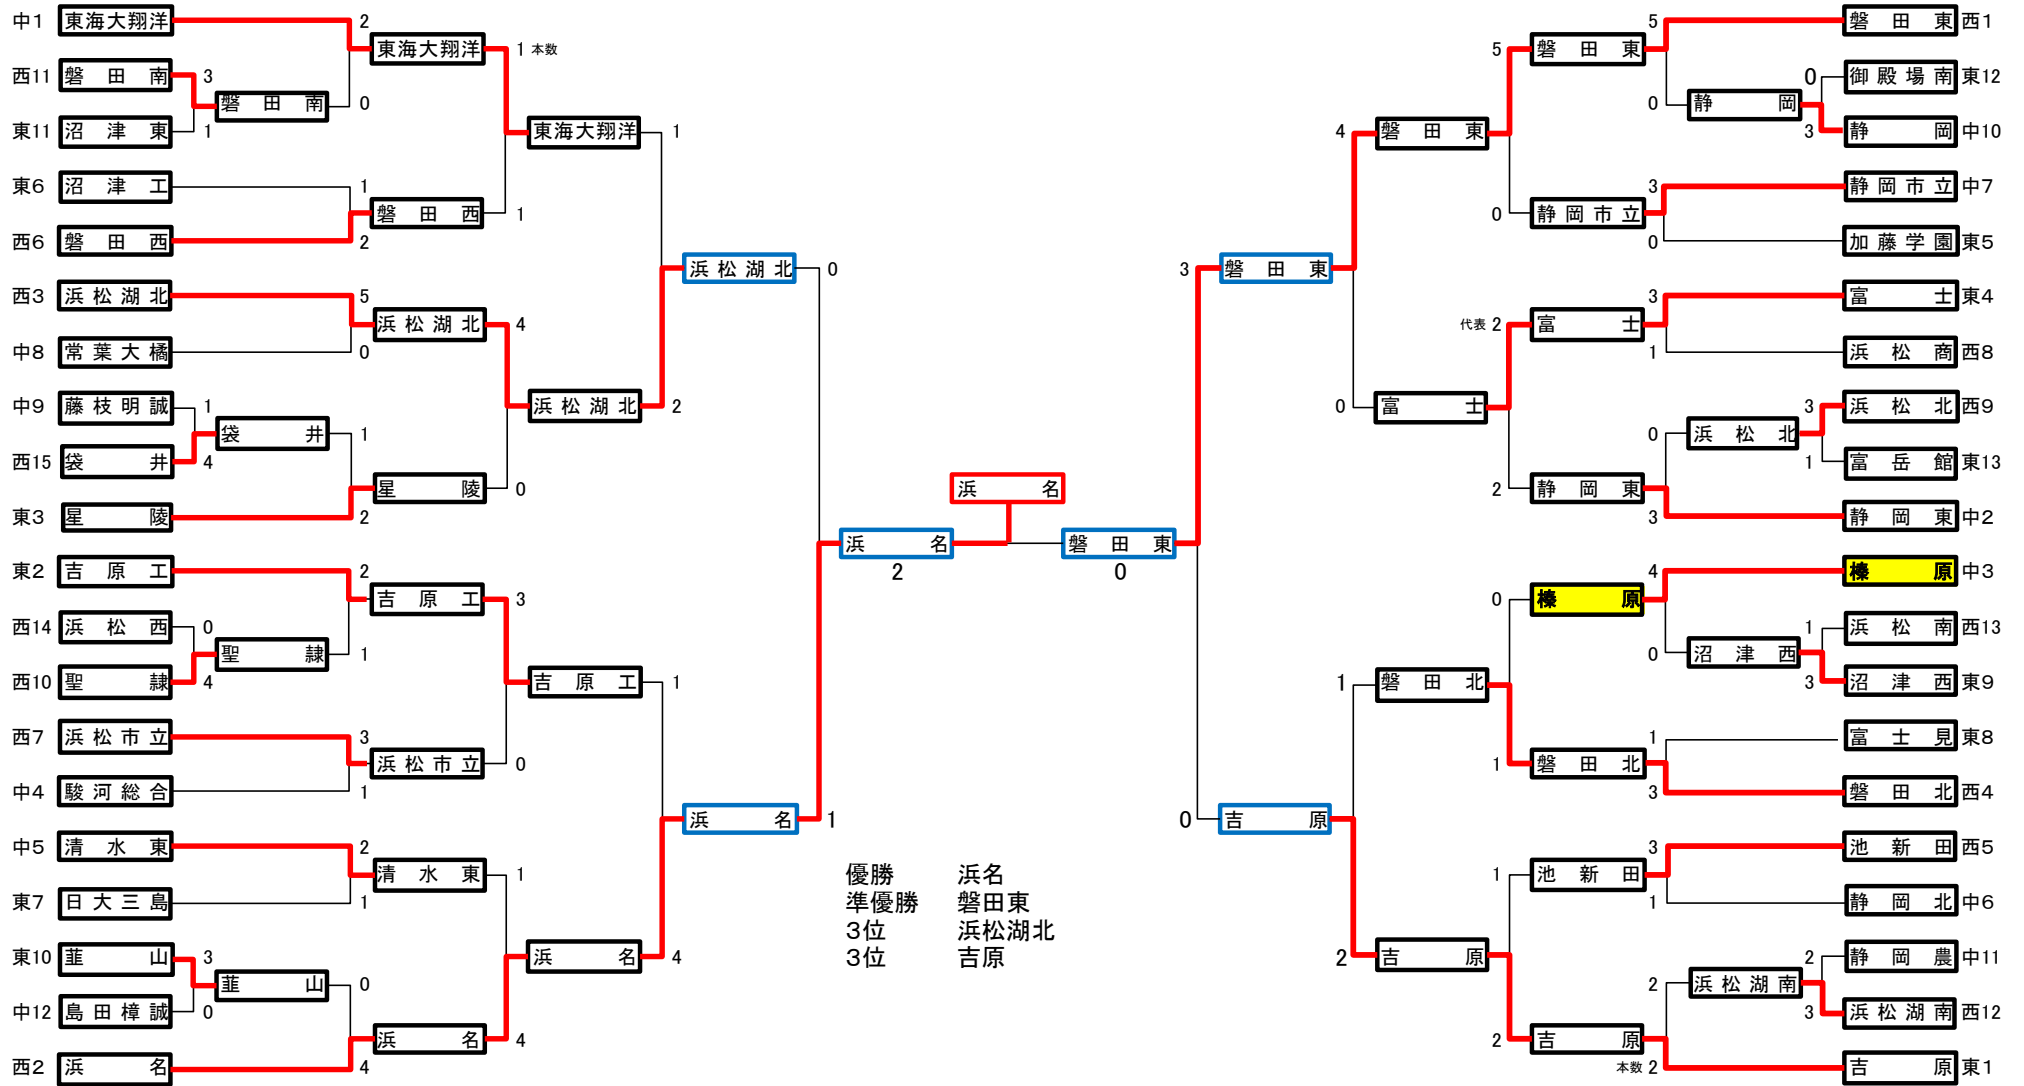 中1 東海大翔洋 2
東海大翔洋 1 本数
西11 磐田南 3
磐田南 0
東11 沼津東 1
東海大翔洋 1
東6 沼津工 1
磐田西 1
西6 磐田西 2
浜松湖北 0
西3 浜松湖北 5
浜松湖北 4
中8 常葉大橘 0
浜松湖北 2
中9 藤枝明誠 1
袋井 1
西15 袋井 4
星陵 0
東3 星陵 2
浜名
浜名 2
磐田東 0
東2 吉原工 2
吉原工 3
西14 浜松西 0
聖隷 1
西10 聖隷 4
吉原工 1
西7 浜松市立 3
浜松市立 0
中4 駿河総合 1
浜名 1
中5 清水東 2
清水東 1
東7 日大三島 1
浜名 4
東10 韮山 3
韮山 0
中12 島田樟誠 0
浜名 4
西2 浜名 4
優勝 浜名
準優勝 磐田東
3位 浜松湖北
3位 吉原
5 磐田東 西1
5 磐田東
0 御殿場南 東12
0 静岡
3 静岡 中10
4 磐田東
3 静岡市立 中7
0 静岡市立
0 加藤学園 東5
3 磐田東
3 富士 東4
代表 2 富士
1 浜松商 西8
0 富士
3 浜松北 西9
0 浜松北
1 富岳館 東13
2 静岡東
3 静岡東 中2
4 榛原 中3
0 榛原
1 浜松南 西13
0 沼津西
3 沼津西 東9
1 磐田北
1 富士見 東8
1 磐田北
3 磐田北 西4
0 吉原
3 池新田 西5
1 池新田
1 静岡北 中6
2 吉原
2 静岡農 中11
2 浜松湖南
3 浜松湖南 西12
2 吉原
本数 2 吉原 東1